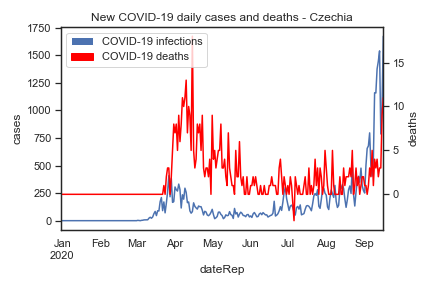 New COVID-19 daily cases and deaths - Czechia
COVID-19 infections
COVID-19 deaths
1750
1500
1250
1000
750
500
250
0
cases
15
10
5
0
deaths
Jan Feb Mar Apr May Jun Jul Aug Sep
2020
dateRep